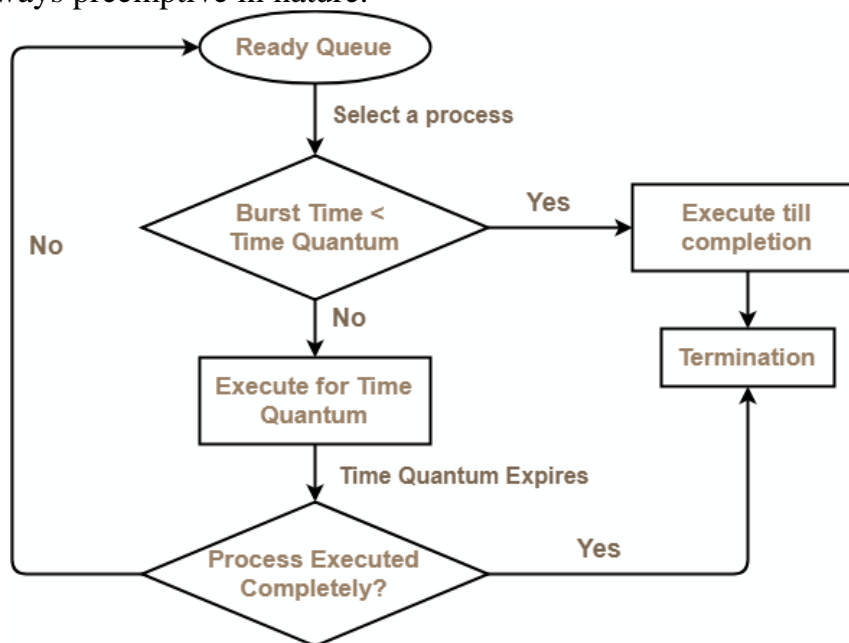 ways preemptive in nature.
Ready Queue
Select a process
Burst Time <
Time Quantum
Yes
Execute till
completion
No
No
Termination
Execute for Time
Quantum
Time Quantum Expires
Process Executed
Completely?
Yes